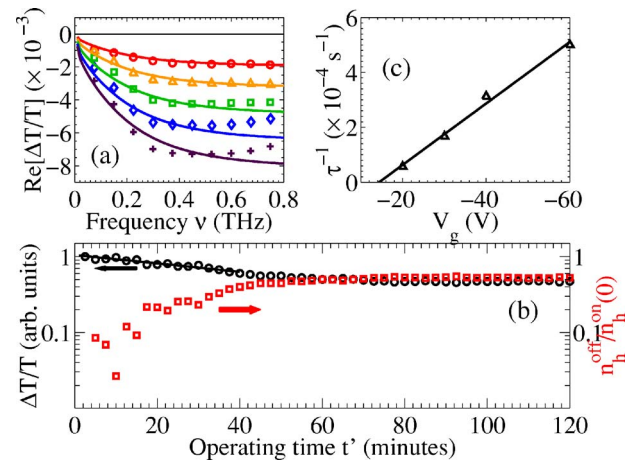 Re[ΔT/T] (× 10⁻³)
0
−2
−4
−6
−8
(a)
0 0.2 0.4 0.6 0.8
Frequency ν (THz)
τ⁻¹ (× 10⁻⁴ s⁻¹)
6
4
2
0
(c)
−20 −40 −60
V_g (V)
ΔT/T (arb. units)
1
0.1
(b)
1
0.1
n_h^off/n_h^on(0)
0 20 40 60 80 100 120
Operating time t' (minutes)